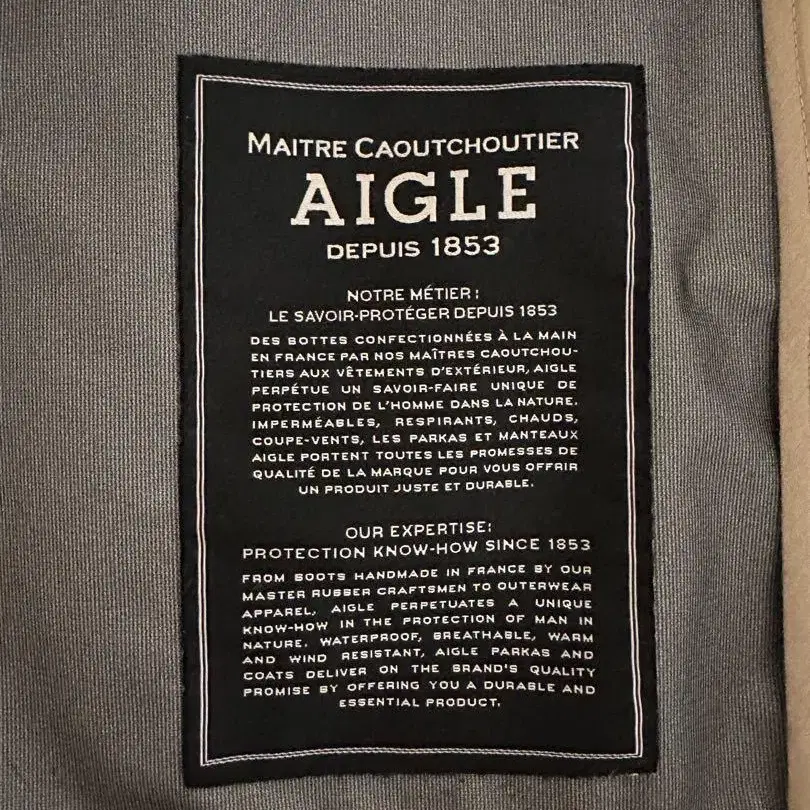 MAITRE CAOUTCHOUTIER
AIGLE
DEPUIS 1853
NOTRE MÉTIER :
LE SAVOIR-PROTÉGER DEPUIS 1853
DES BOTTES CONFECTIONNÉES À LA MAIN
EN FRANCE PAR NOS MAÎTRES CAOUTCHOU-
TIERS AUX VÊTEMENTS D'EXTÉRIEUR, AIGLE
PERPÉTUE UN SAVOIR-FAIRE UNIQUE DE
PROTECTION DE L'HOMME DANS LA NATURE.
IMPERMÉABLES, RESPIRANTS, CHAUDS,
COUPE-VENTS, LES PARKAS ET MANTEAUX
AIGLE PORTENT TOUTES LES PROMESSES DE
QUALITÉ DE LA MARQUE POUR VOUS OFFRIR
UN PRODUIT JUSTE ET DURABLE.
OUR EXPERTISE:
PROTECTION KNOW-HOW SINCE 1853
FROM BOOTS HANDMADE IN FRANCE BY OUR
MASTER RUBBER CRAFTSMEN TO OUTERWEAR
APPAREL, AIGLE PERPETUATES A UNIQUE
KNOW-HOW IN THE PROTECTION OF MAN IN
NATURE. WATERPROOF, BREATHABLE, WARM
AND WIND RESISTANT, AIGLE PARKAS AND
COATS DELIVER ON THE BRAND'S QUALITY
PROMISE BY OFFERING YOU A DURABLE AND
ESSENTIAL PRODUCT.